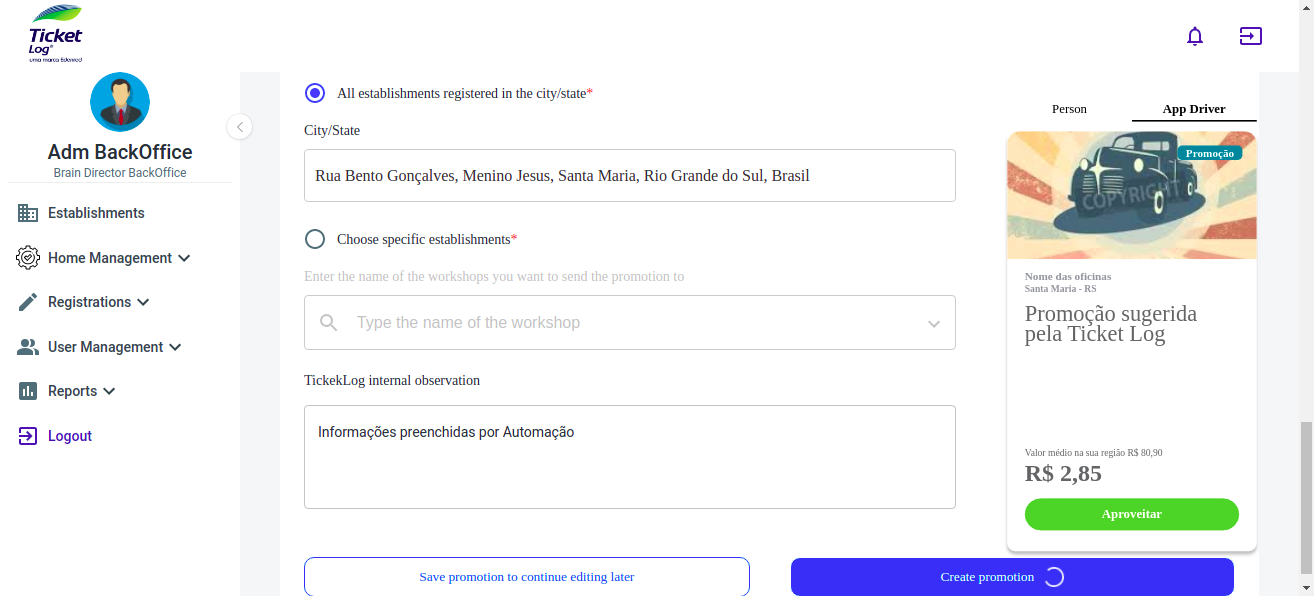 Ticket
Log®
uma marca Edenred
Adm BackOffice
Brain Director BackOffice
Establishments
Home Management
Registrations
User Management
Reports
Logout
All establishments registered in the city/state*
City/State
Rua Bento Gonçalves, Menino Jesus, Santa Maria, Rio Grande do Sul, Brasil
Choose specific establishments*
Enter the name of the workshops you want to send the promotion to
Type the name of the workshop
TickekLog internal observation
Informações preenchidas por Automação
Save promotion to continue editing later
Create promotion
Person
App Driver
Promoção
COPYRIGHT
Nome das oficinas
Santa Maria - RS
Promoção sugerida
pela Ticket Log
Valor médio na sua região R$ 80,90
R$ 2,85
Aproveitar